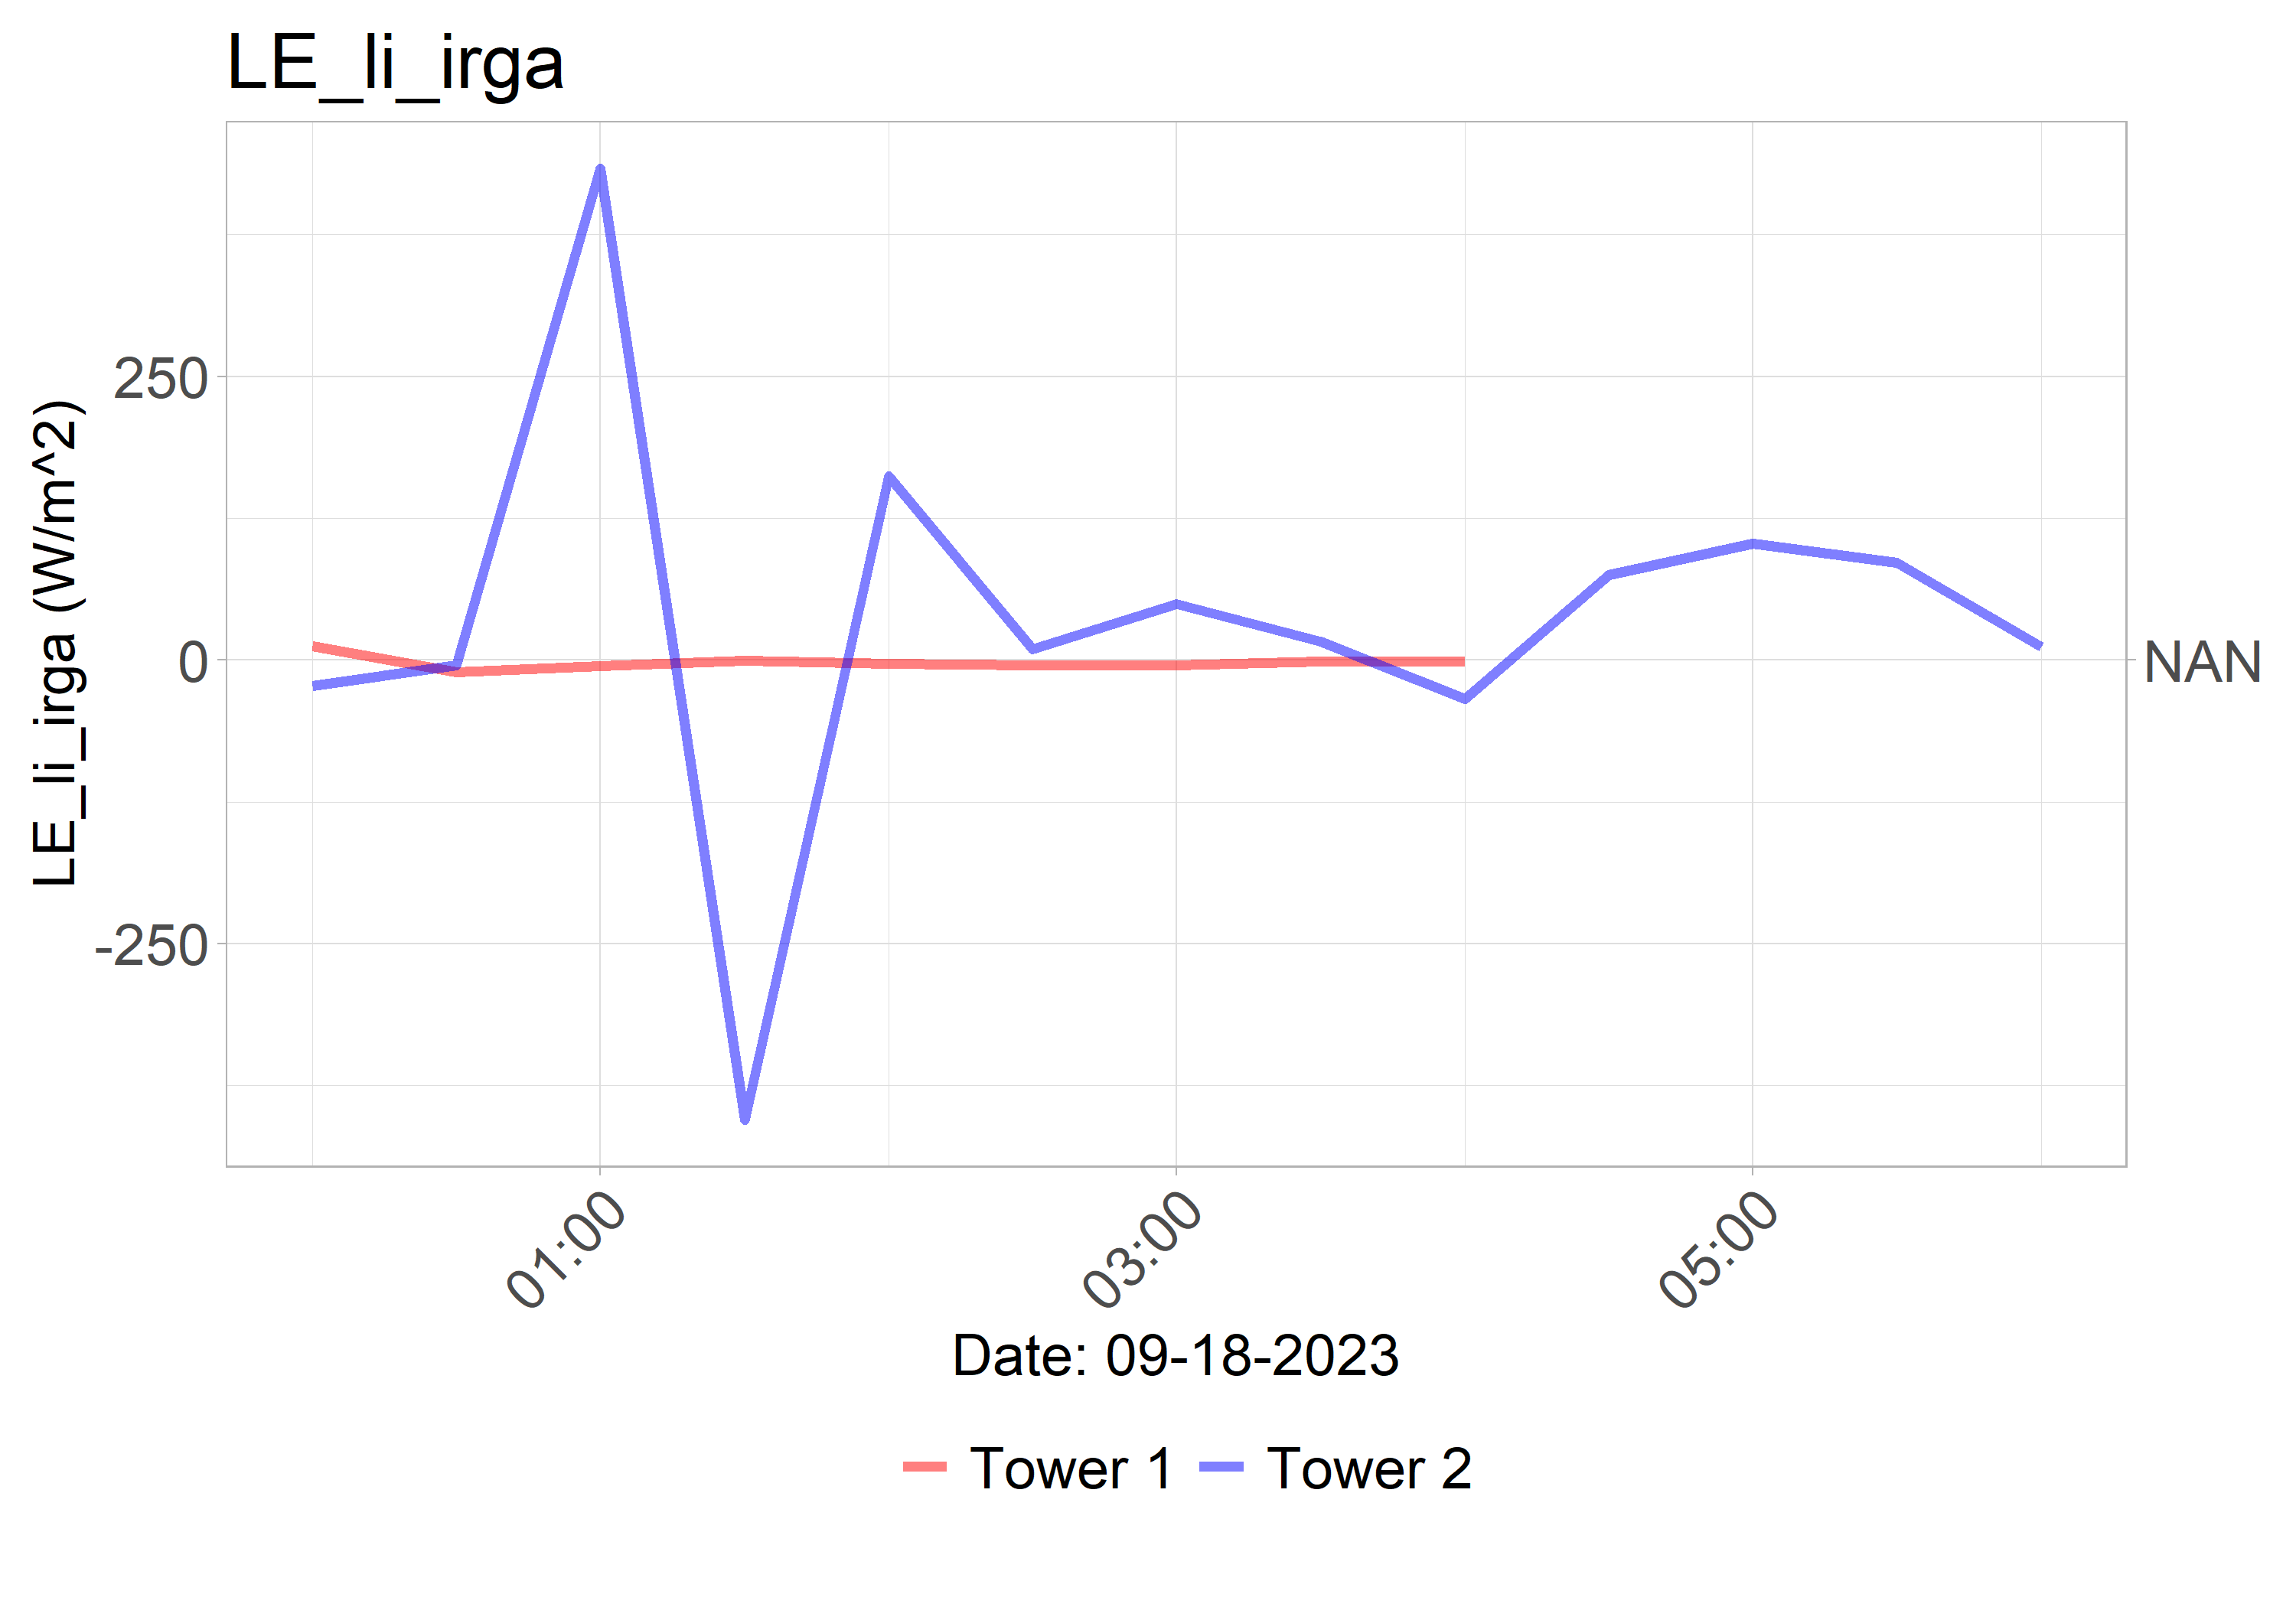 LE_li_irga
LE_li_irga (W/m^2)
250
0
-250
NAN
01:00
03:00
05:00
Date: 09-18-2023
Tower 1
Tower 2